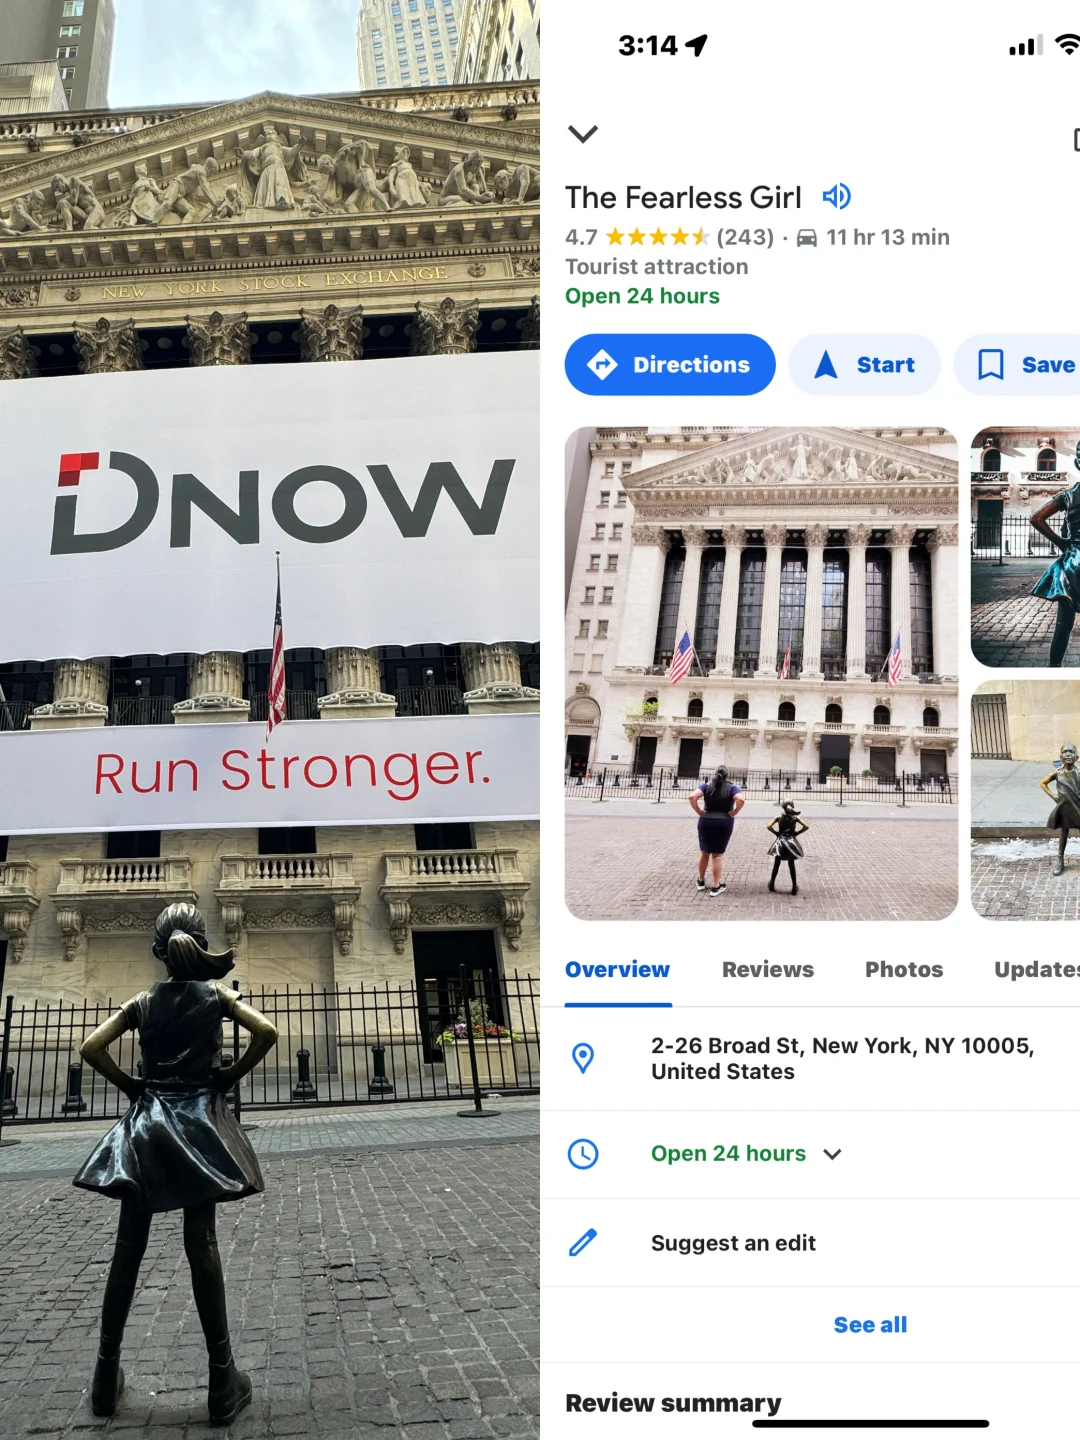 NEW YORK STOCK EXCHANGE
DNOW
Run Stronger.
3:14
The Fearless Girl
4.7 (243) · 11 hr 13 min
Tourist attraction
Open 24 hours
Directions
Start
Save
Overview
Reviews
Photos
Updates
2-26 Broad St, New York, NY 10005,
United States
Open 24 hours
Suggest an edit
See all
Review summary